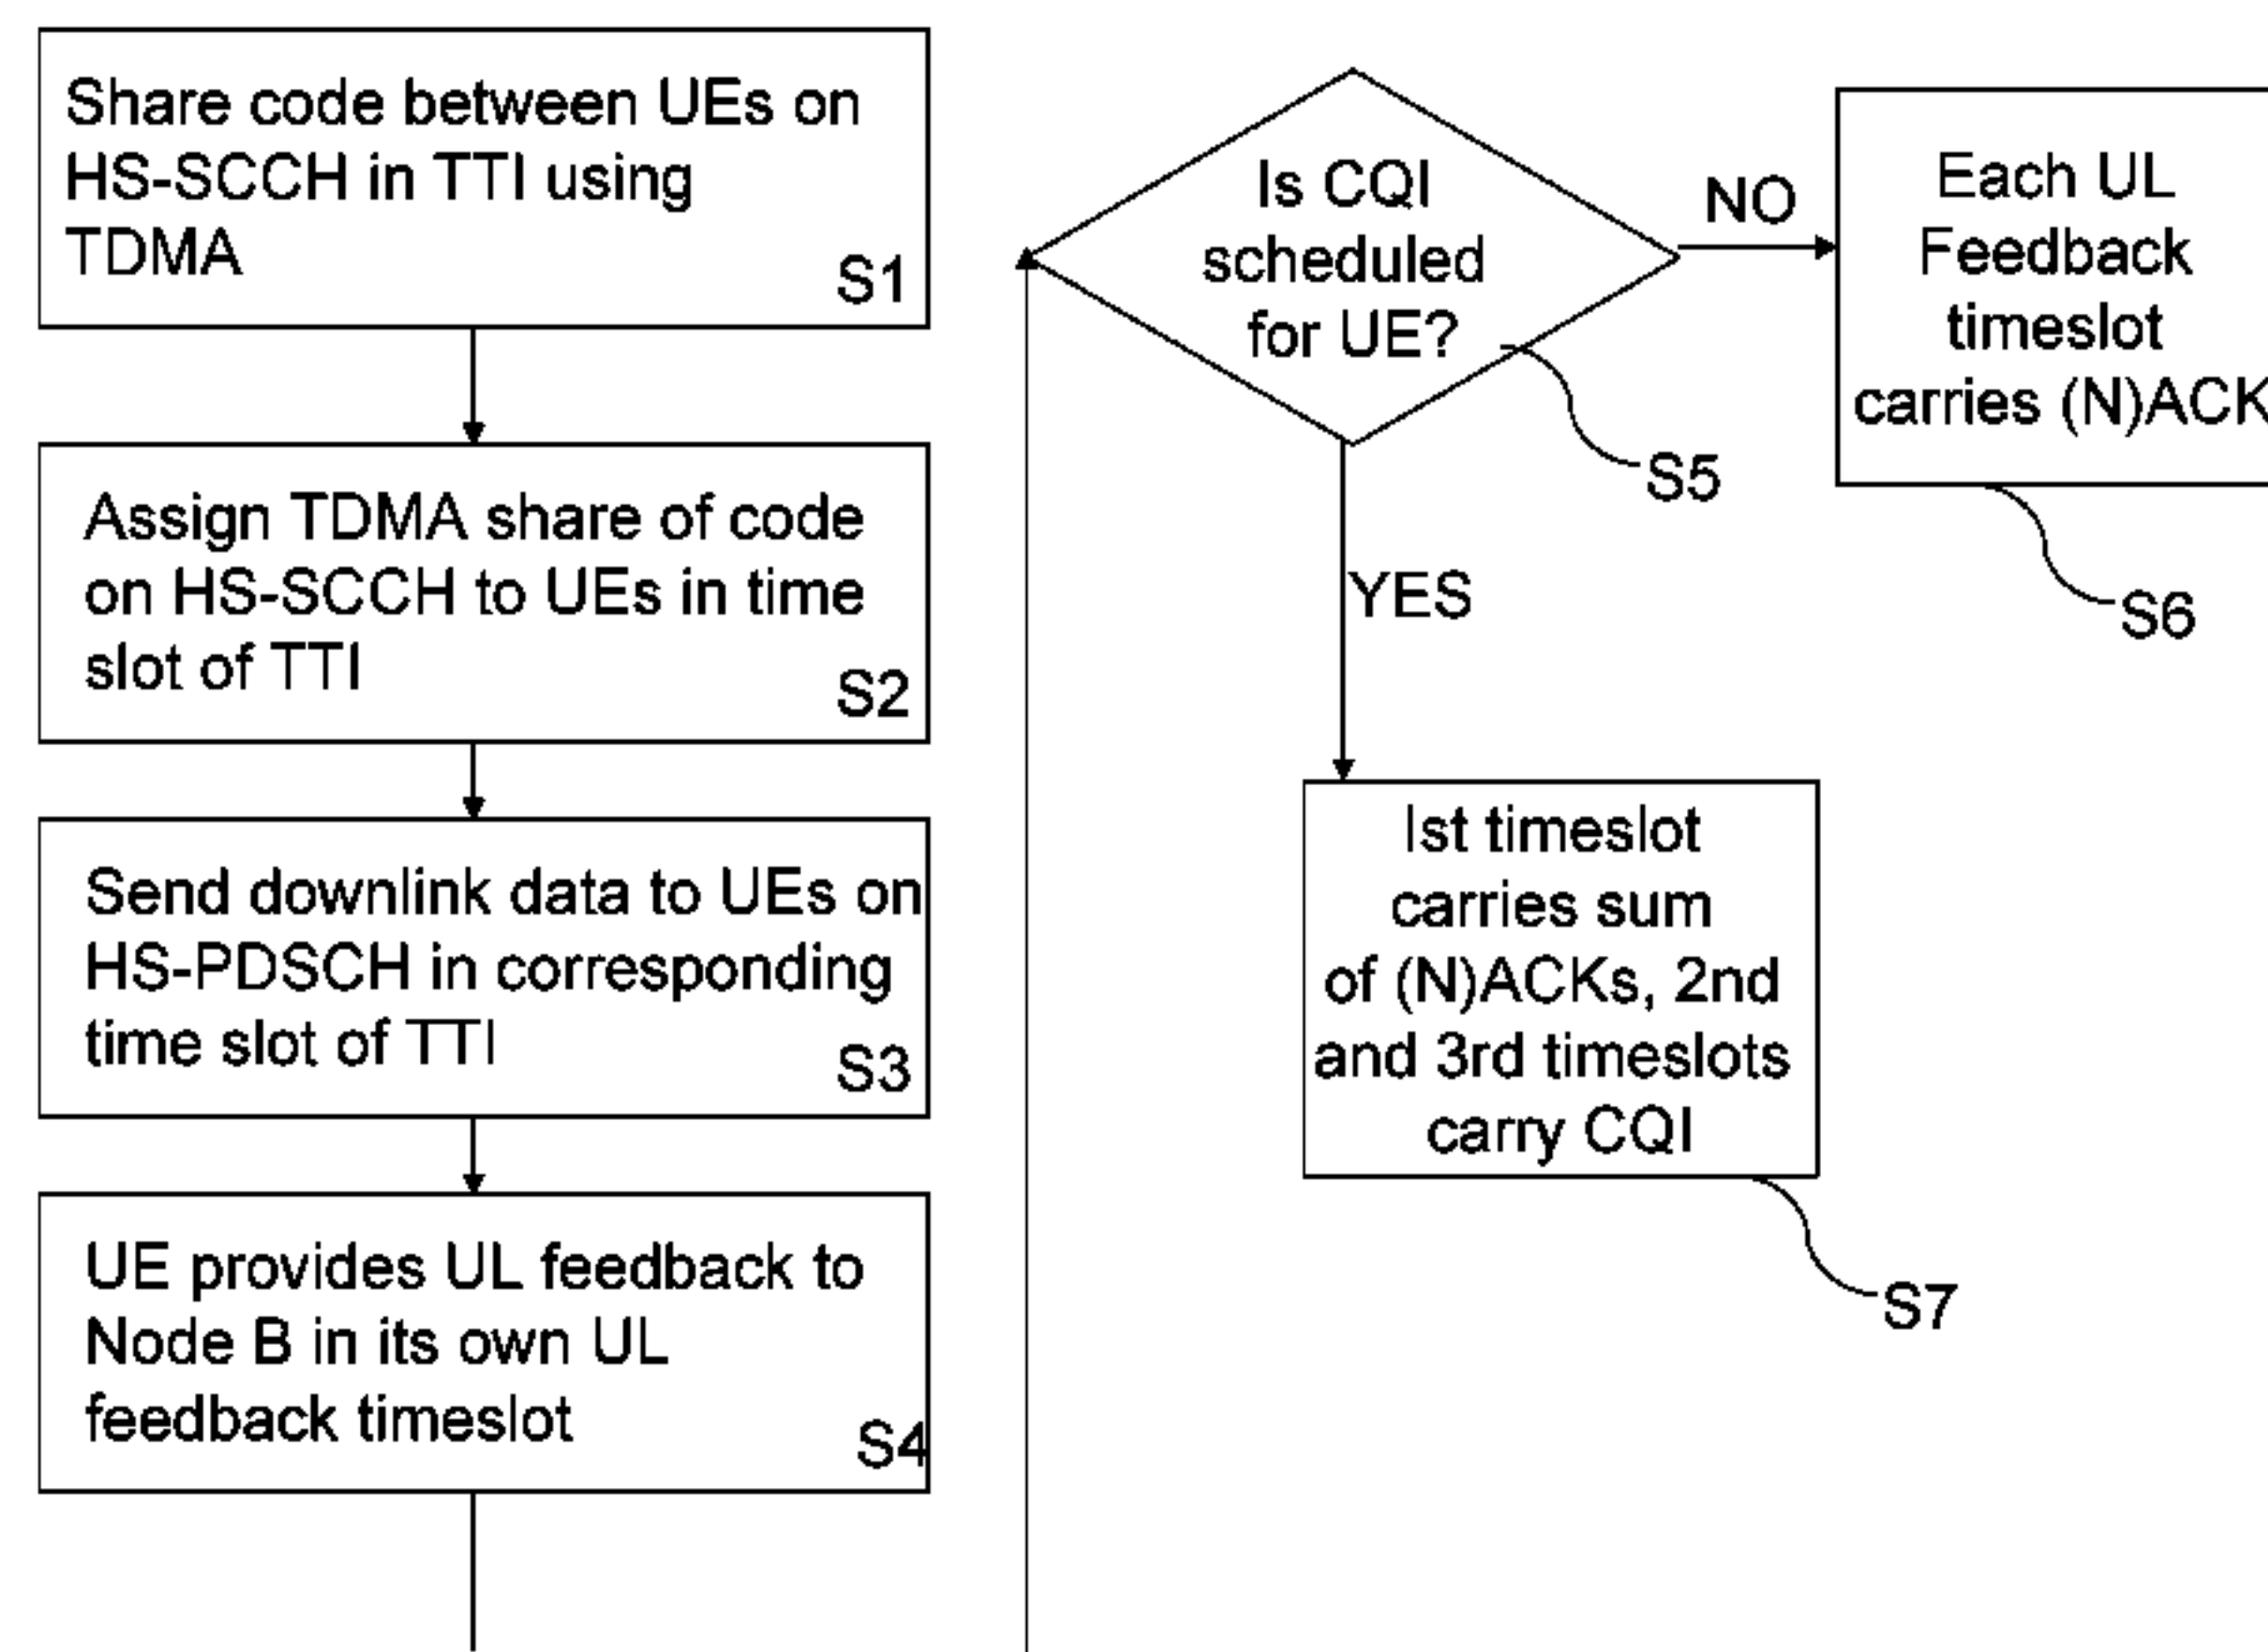 Share code between UEs on
HS-SCCH in TTI using
TDMA
S1
Assign TDMA share of code
on HS-SCCH to UEs in time
slot of TTI
S2
Send downlink data to UEs on
HS-PDSCH in corresponding
time slot of TTI
S3
UE provides UL feedback to
Node B in its own UL
feedback timeslot
S4
Is CQI
scheduled
for UE?
S5
NO
Each UL
Feedback
timeslot
carries (N)ACK
S6
YES
Ist timeslot
carries sum
of (N)ACKs, 2nd
and 3rd timeslots
carry CQI
S7